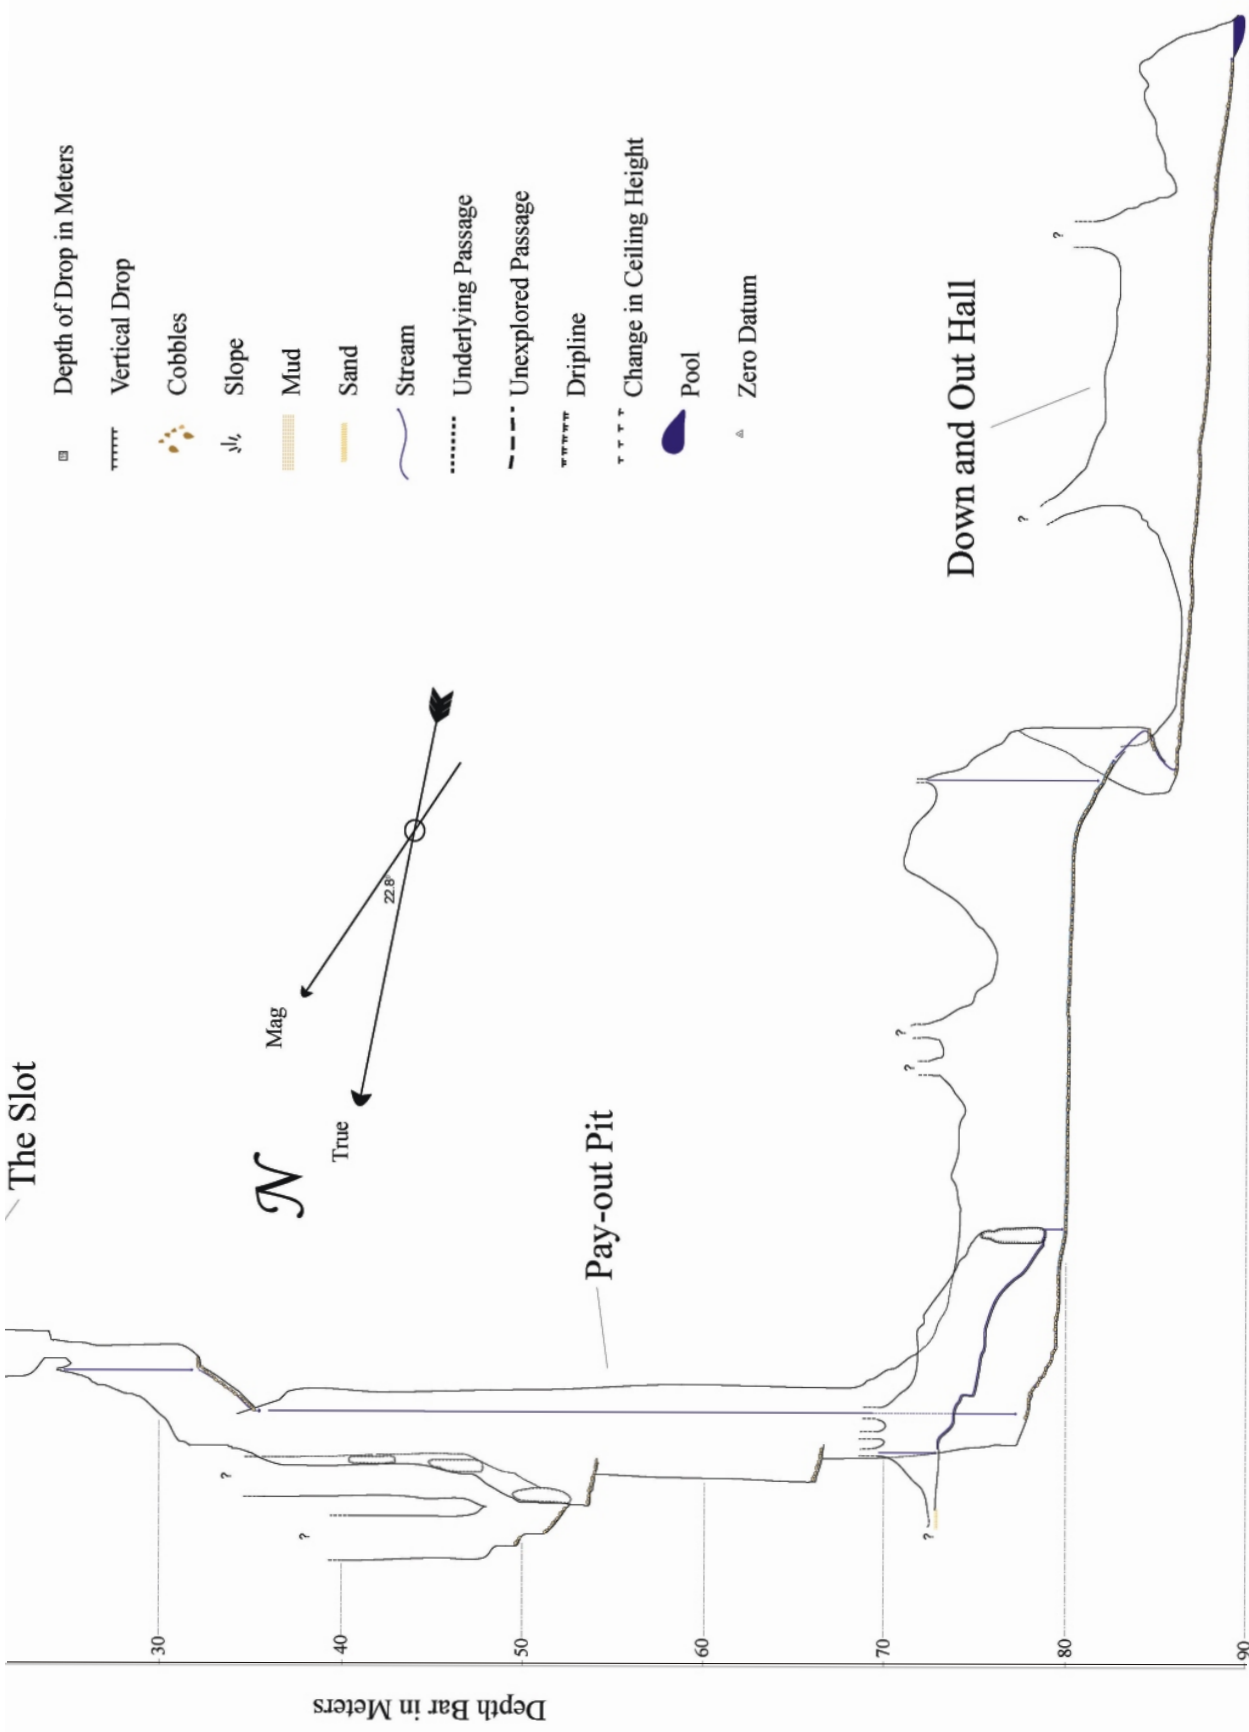 The Slot
N
Mag
True
22.8°
Depth of Drop in Meters
Vertical Drop
Cobbles
Slope
Mud
Sand
Stream
Underlying Passage
Unexplored Passage
Dripline
Change in Ceiling Height
Pool
Zero Datum
Pay-out Pit
Down and Out Hall
?
?
?
?
?
?
?
30
40
50
60
70
80
90
Depth Bar in Meters